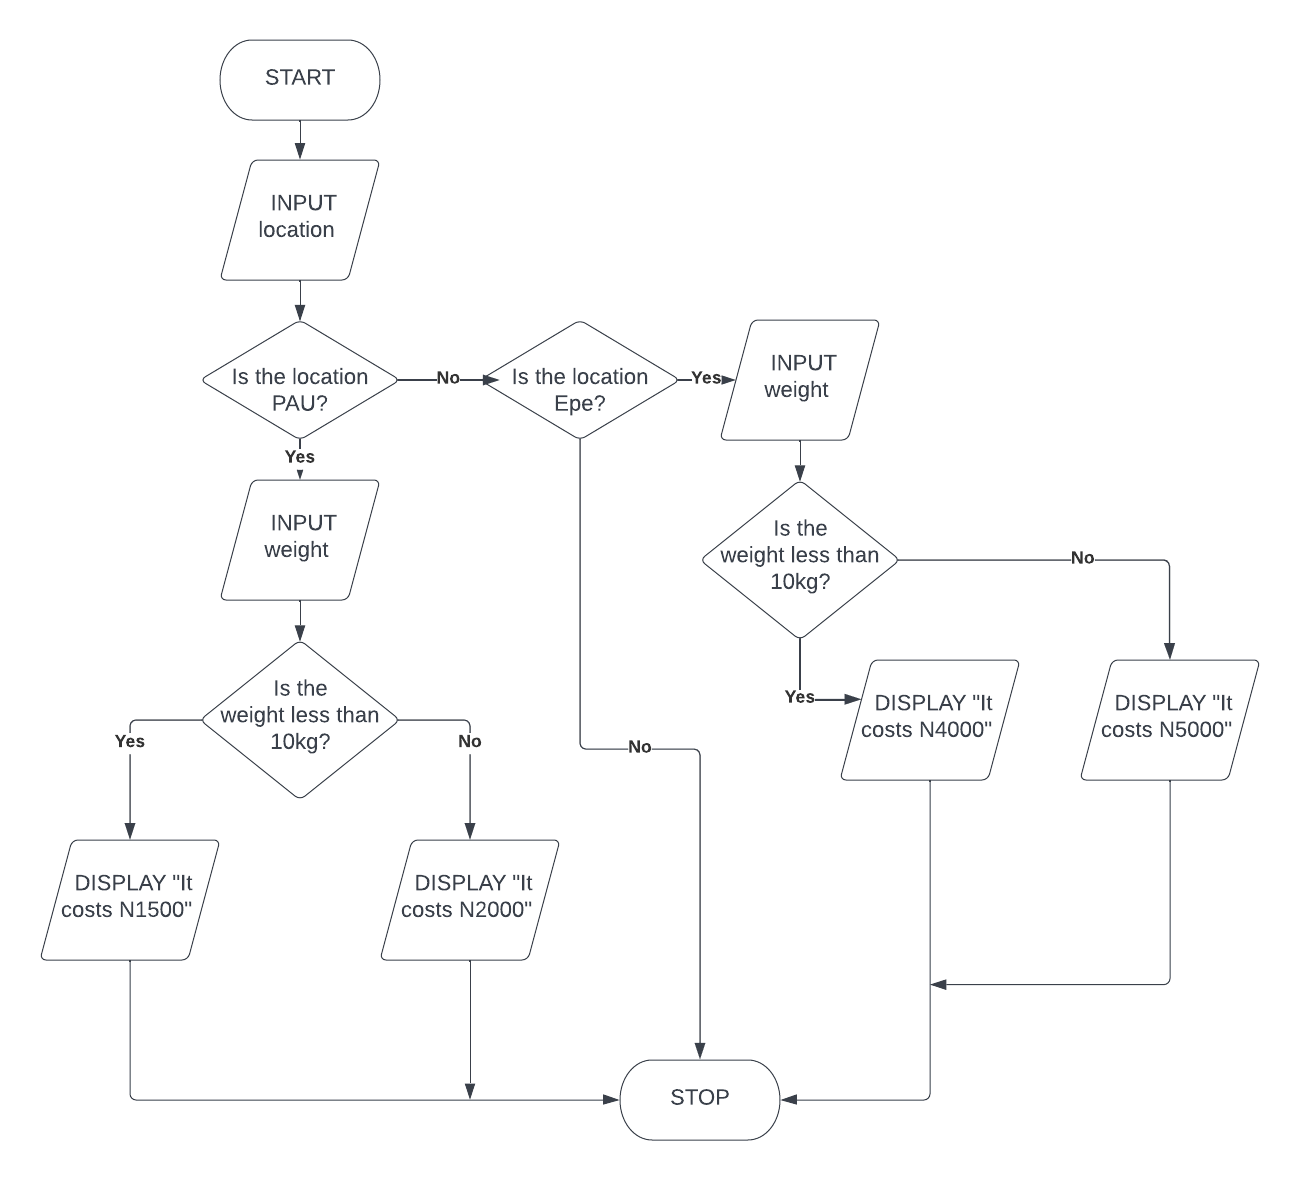 START
INPUT
location
Is the location
PAU?
No
Is the location
Epe?
Yes
INPUT
weight
Yes
INPUT
weight
Is the
weight less than
10kg?
No
Is the
weight less than
10kg?
Yes
No
Yes
DISPLAY "It
costs N4000"
DISPLAY "It
costs N5000"
No
DISPLAY "It
costs N1500"
DISPLAY "It
costs N2000"
STOP